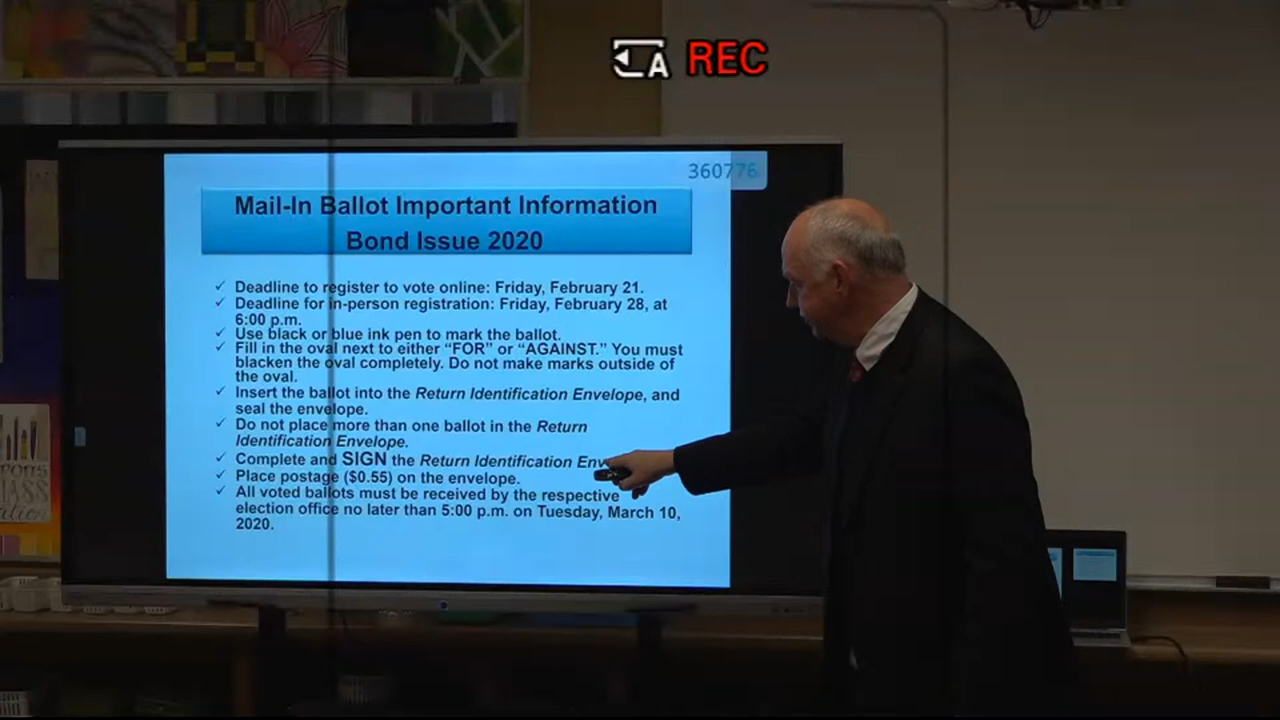 A REC
360776
Mail-In Ballot Important Information
Bond Issue 2020
✓ Deadline to register to vote online: Friday, February 21.
✓ Deadline for in-person registration: Friday, February 28, at
6:00 p.m.
✓ Use black or blue ink pen to mark the ballot.
✓ Fill in the oval next to either “FOR” or “AGAINST.” You must
blacken the oval completely. Do not make marks outside of
the oval.
✓ Insert the ballot into the Return Identification Envelope, and
seal the envelope.
✓ Do not place more than one ballot in the Return
Identification Envelope.
✓ Complete and SIGN the Return Identification Env
✓ Place postage ($0.55) on the envelope.
✓ All voted ballots must be received by the respective
election office no later than 5:00 p.m. on Tuesday, March 10,
2020.